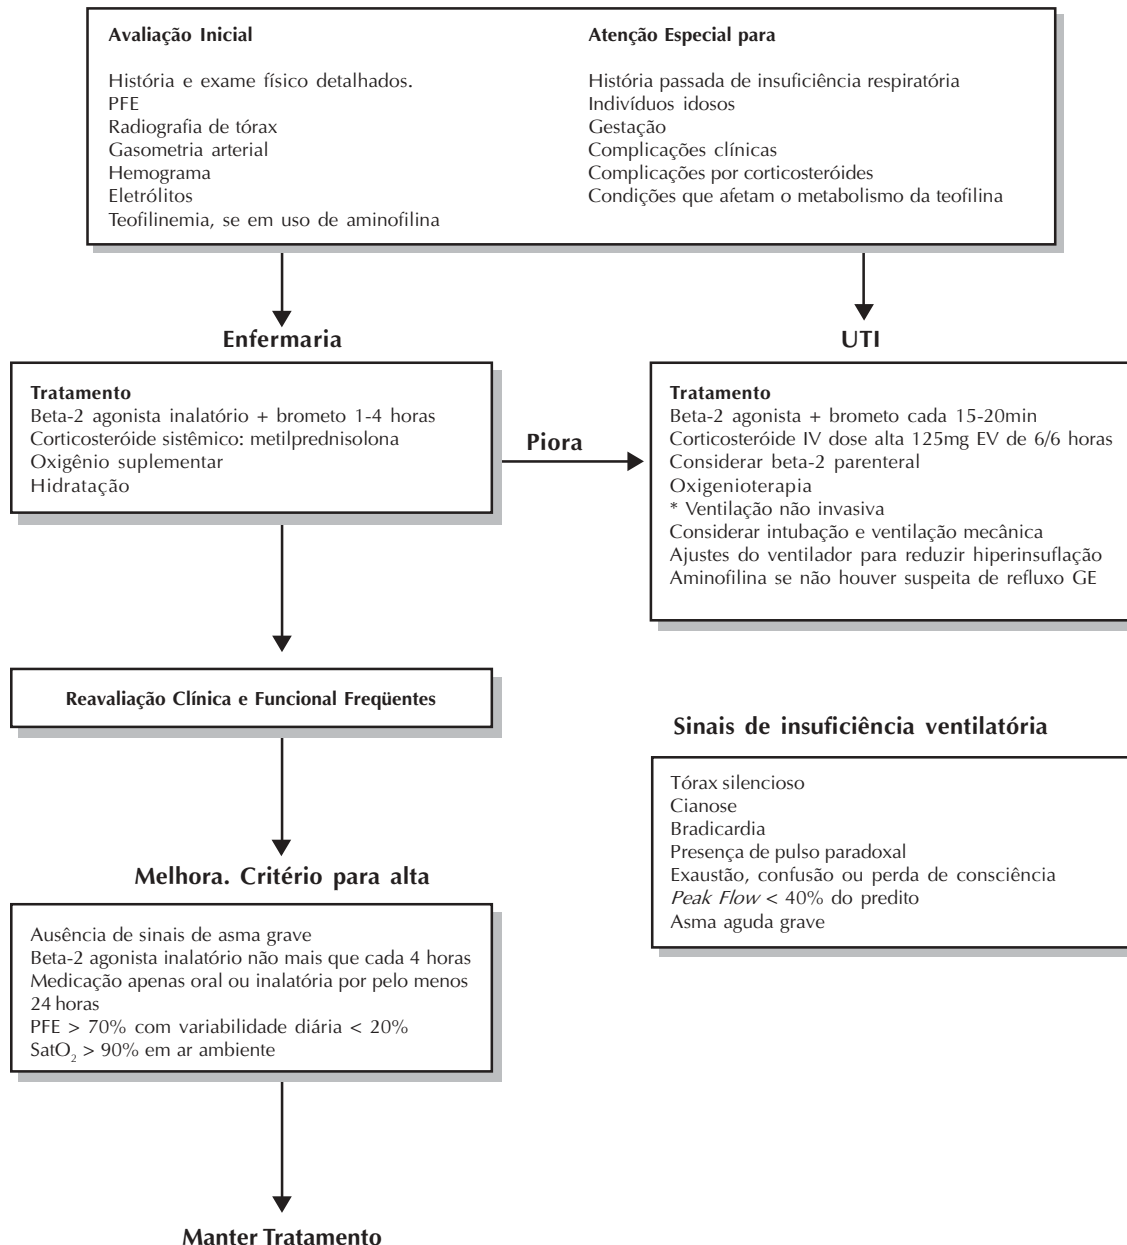 Avaliação Inicial
História e exame físico detalhados.
PFE
Radiografia de tórax
Gasometria arterial
Hemograma
Eletrólitos
Teofilinemia, se em uso de aminofilina
Atenção Especial para
História passada de insuficiência respiratória
Indivíduos idosos
Gestação
Complicações clínicas
Complicações por corticosteróides
Condições que afetam o metabolismo da teofilina
Enfermaria
Tratamento
Beta-2 agonista inalatório + brometo 1-4 horas
Corticosteróide sistêmico: metilprednisolona
Oxigênio suplementar
Hidratação
Piora
UTI
Tratamento
Beta-2 agonista + brometo cada 15-20min
Corticosteróide IV dose alta 125mg EV de 6/6 horas
Considerar beta-2 parenteral
Oxigenioterapia
* Ventilação não invasiva
Considerar intubação e ventilação mecânica
Ajustes do ventilador para reduzir hiperinsuflação
Aminofilina se não houver suspeita de refluxo GE
Reavaliação Clínica e Funcional Freqüentes
Sinais de insuficiência ventilatória
Tórax silencioso
Cianose
Bradicardia
Presença de pulso paradoxal
Exaustão, confusão ou perda de consciência
Peak Flow < 40% do predito
Asma aguda grave
Melhora. Critério para alta
Ausência de sinais de asma grave
Beta-2 agonista inalatório não mais que cada 4 horas
Medicação apenas oral ou inalatória por pelo menos
24 horas
PFE > 70% com variabilidade diária < 20%
SatO2 > 90% em ar ambiente
Manter Tratamento